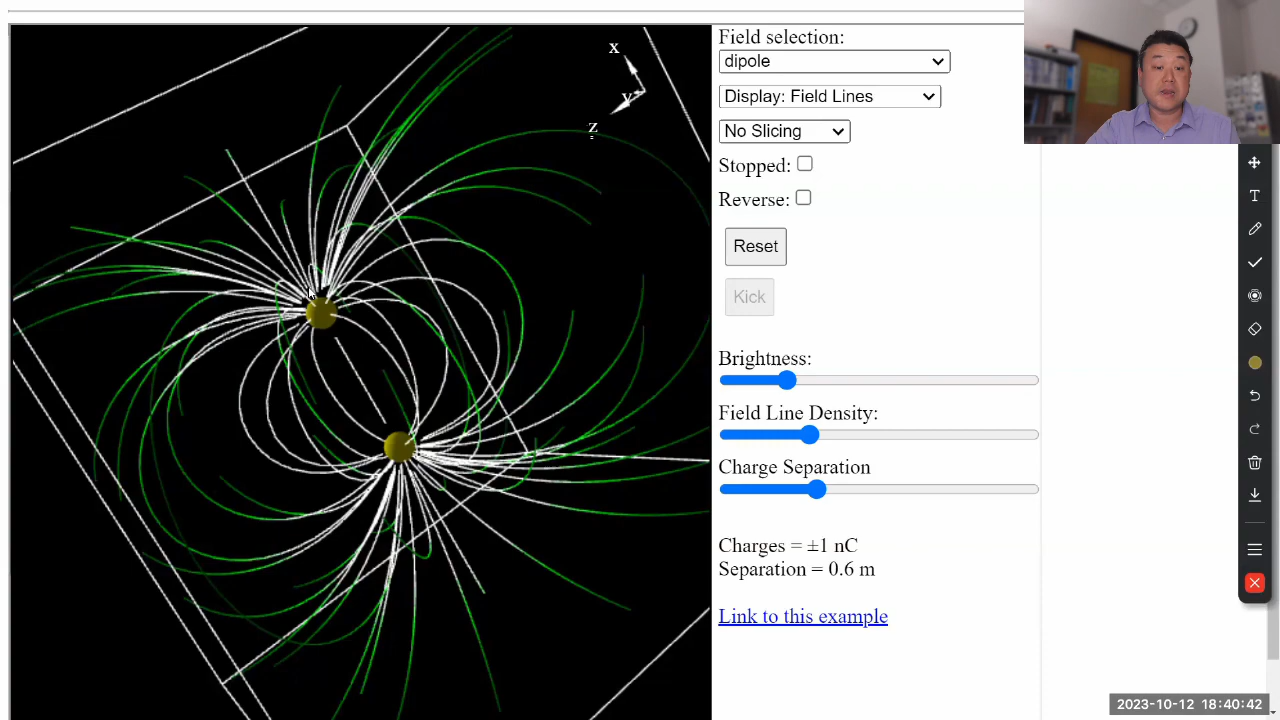 Field selection:
dipole
Display: Field Lines
No Slicing
Stopped:
Reverse:
Reset
Kick
Brightness:
Field Line Density:
Charge Separation
Charges = ±1 nC
Separation = 0.6 m
Link to this example
x
y
z
T
2023-10-12 18:40:42